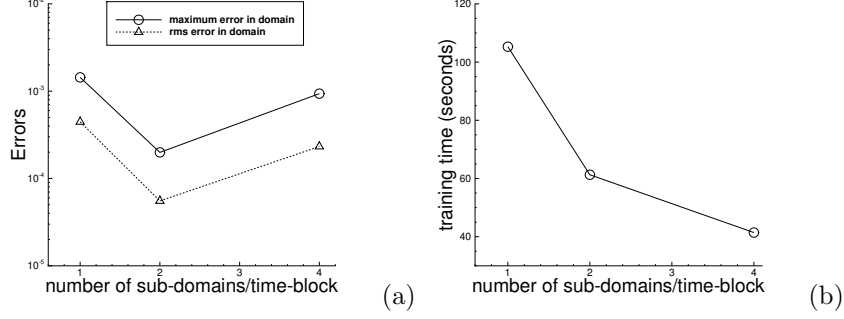 10-2
maximum error in domain
rms error in domain
10-3
10-4
10-5
Errors
1
2
3
4
number of sub-domains/time-block
(a)
120
100
80
60
40
training time (seconds)
1
2
3
4
number of sub-domains/time-block
(b)